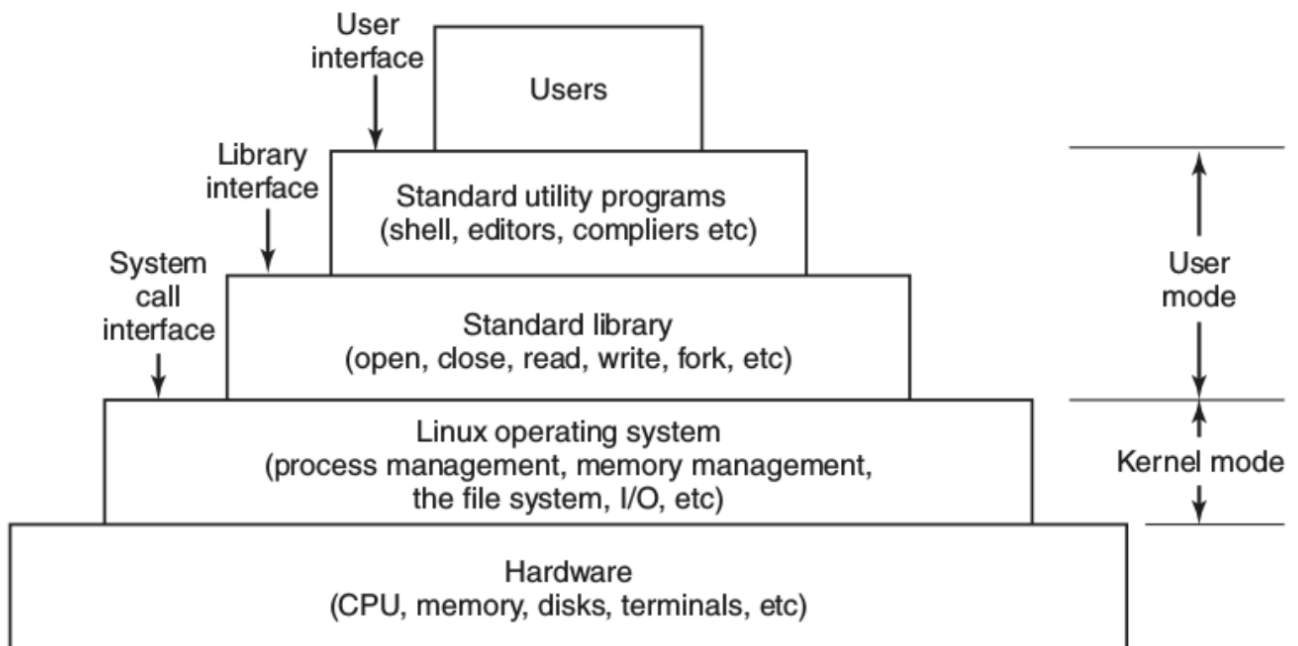 User
interface
Users
Library
interface
Standard utility programs
(shell, editors, compliers etc)
System
call
interface
User
mode
Standard library
(open, close, read, write, fork, etc)
Linux operating system
(process management, memory management,
the file system, I/O, etc)
Kernel mode
Hardware
(CPU, memory, disks, terminals, etc)